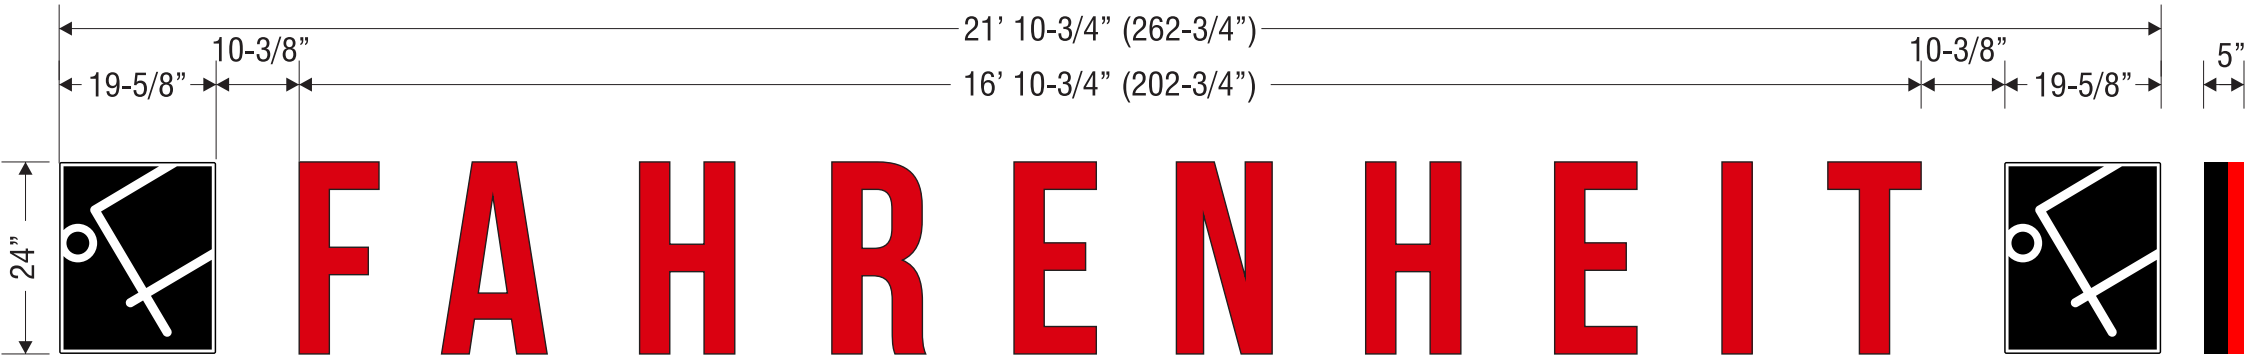 21’ 10-3/4” (262-3/4”)
10-3/8” 10-3/8” 5”
19-5/8” 16’ 10-3/4” (202-3/4”) 19-5/8”
24” FAHRENHEIT